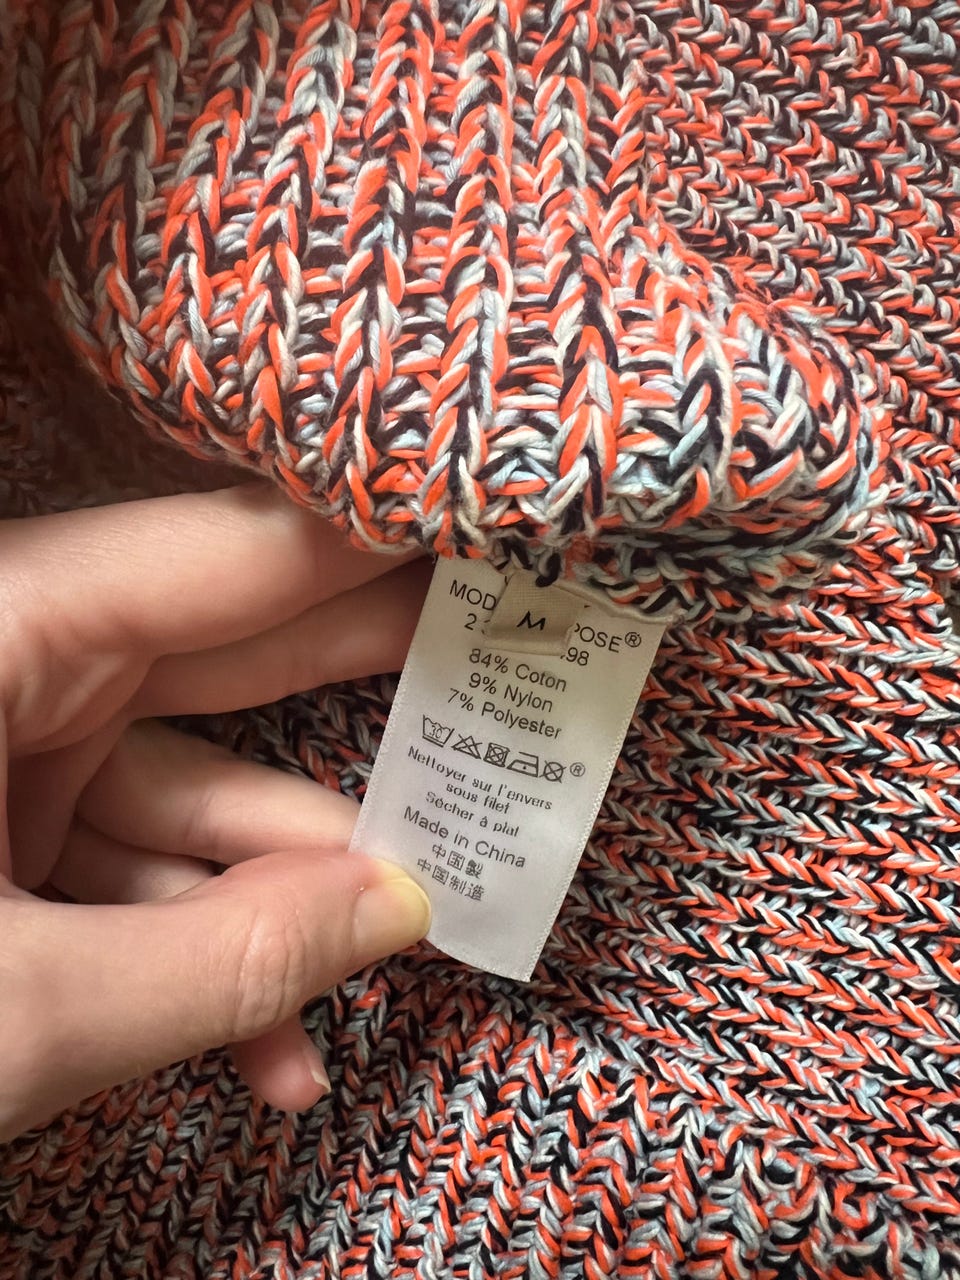 MOD POSE®
M
2 98
84% Coton
9% Nylon
7% Polyester
30 ®
Nettoyer sur l'envers
sous filet
Sécher à plat
Made in China
中国製
中国制造